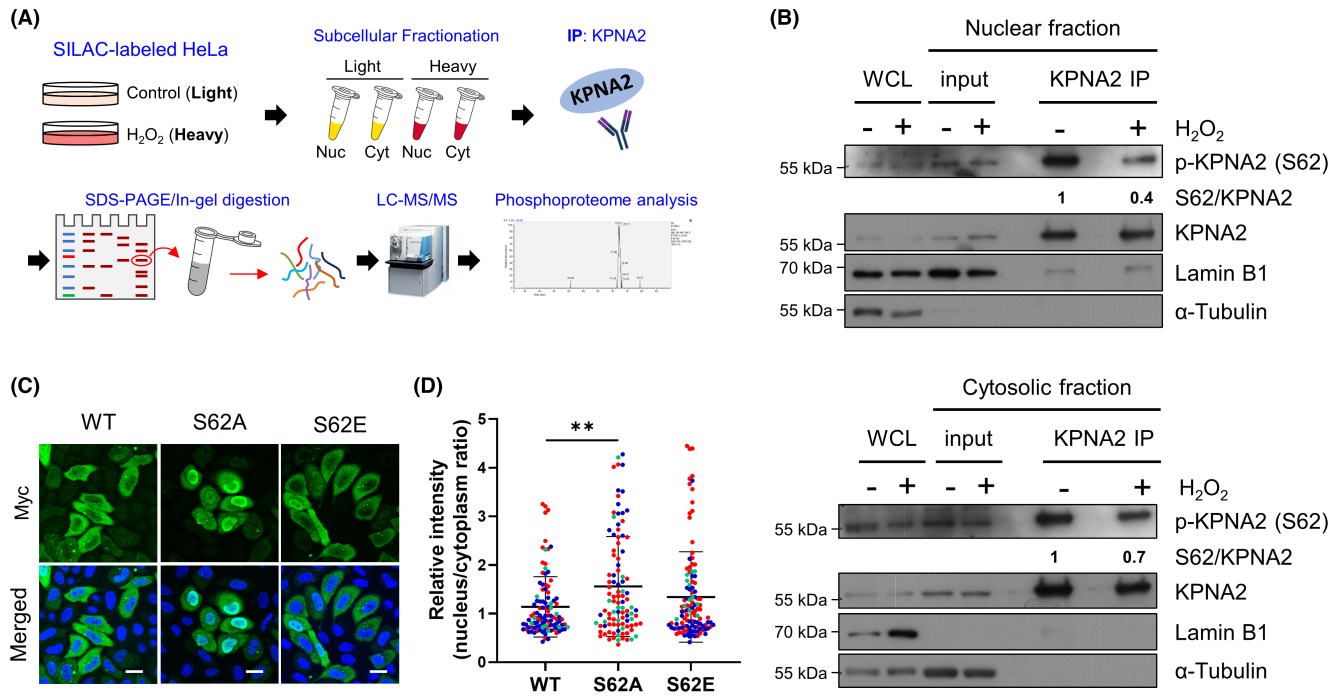 (A)
SILAC-labeled HeLa
Control (Light)
H₂O₂ (Heavy)
Subcellular Fractionation
Light Heavy
Nuc Cyt Nuc Cyt
IP: KPNA2
KPNA2
SDS-PAGE/In-gel digestion
LC-MS/MS
Phosphoproteome analysis
(B)
Nuclear fraction
WCL input KPNA2 IP
- + - + - + H₂O₂
55 kDa p-KPNA2 (S62)
1 0.4 S62/KPNA2
55 kDa KPNA2
70 kDa Lamin B1
55 kDa α-Tubulin
Cytosolic fraction
WCL input KPNA2 IP
- + - + - + H₂O₂
55 kDa p-KPNA2 (S62)
1 0.7 S62/KPNA2
55 kDa KPNA2
70 kDa Lamin B1
55 kDa α-Tubulin
(C)
WT S62A S62E
Myc
Merged
(D)
Relative intensity
(nucleus/cytoplasm ratio)
5
4
3
2
1
0
**
WT S62A S62E